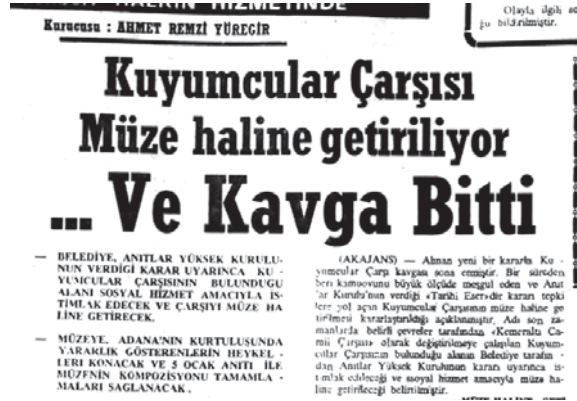 HALKIN HİZMETİNDE
Kurucusu : AHMET REMZİ YÜREGİR
Olayla ilgili
bildirilmiştir.
Kuyumcular Çarşısı
Müze haline getiriliyor
... Ve Kavga Bitti
— BELEDİYE, ANITLAR YÜKSEK KURULU-
NUN VERDİGİ KARAR UYARINCA KU -
YUMCULAR ÇARŞISININ BULUNDUGU
ALANI SOSYAL HİZMET AMACIYLA İS-
TİMLAK EDECEK VE ÇARŞIYI MÜZE HA
LİNE GETİRECEK.
— MÜZEYE, ADANA'NIN KURTULUŞUNDA
YARARLIK GÖSTERENLERİN HEYKEL -
LERI KONACAK VE 5 OCAK ANITI İLE
MÜZENİN KOMPOZİSYONU TAMAMLA -
MALARI SAĞLANACAK .
(AKAJANS) — Alınan yeni bir kararla Ku -
yumcular Çarşı kavgası sona ermiştir. Bir süreden
beri kamuoyunu büyük ölçüde meşgul eden ve Anıt
lar Kurulu'nun verdiği «Tarihi Eser»dir kararı tepki
lere yol açan Kuyumcular Çarşısının müze haline ge
tirilmesi kararlaştırıldığı açıklanmıştır. Adı son za-
manlarda belirli çevreler tarafından «Kemeraltı Ca-
mii Çarşısı» olarak değiştirilmeye çalışılan Kuyum-
cular Çarşısının bulunduğu alanın Belediye tarafın -
dan Anıtlar Yüksek Kurulunun kararı uyarınca is-
timlak edileceği ve sosyal hizmet amacıyla müze ha-
line getirileceği belirtilmiştir.